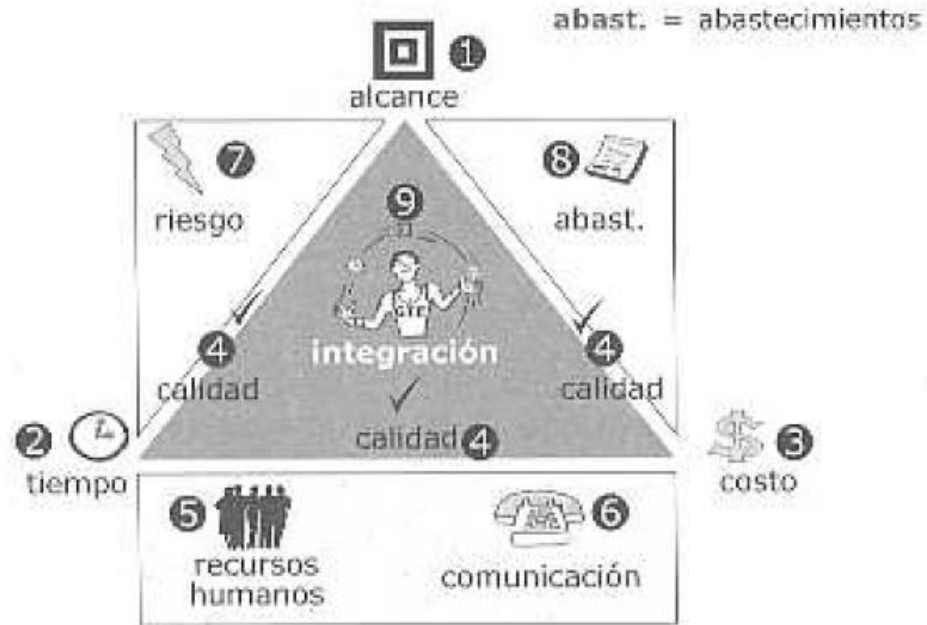 abast. = abastecimientos
1
alcance
7
8
riesgo
abast.
9
integración
4
calidad
4
calidad
calidad 4
2
tiempo
3
costo
5
6
recursos
humanos
comunicación